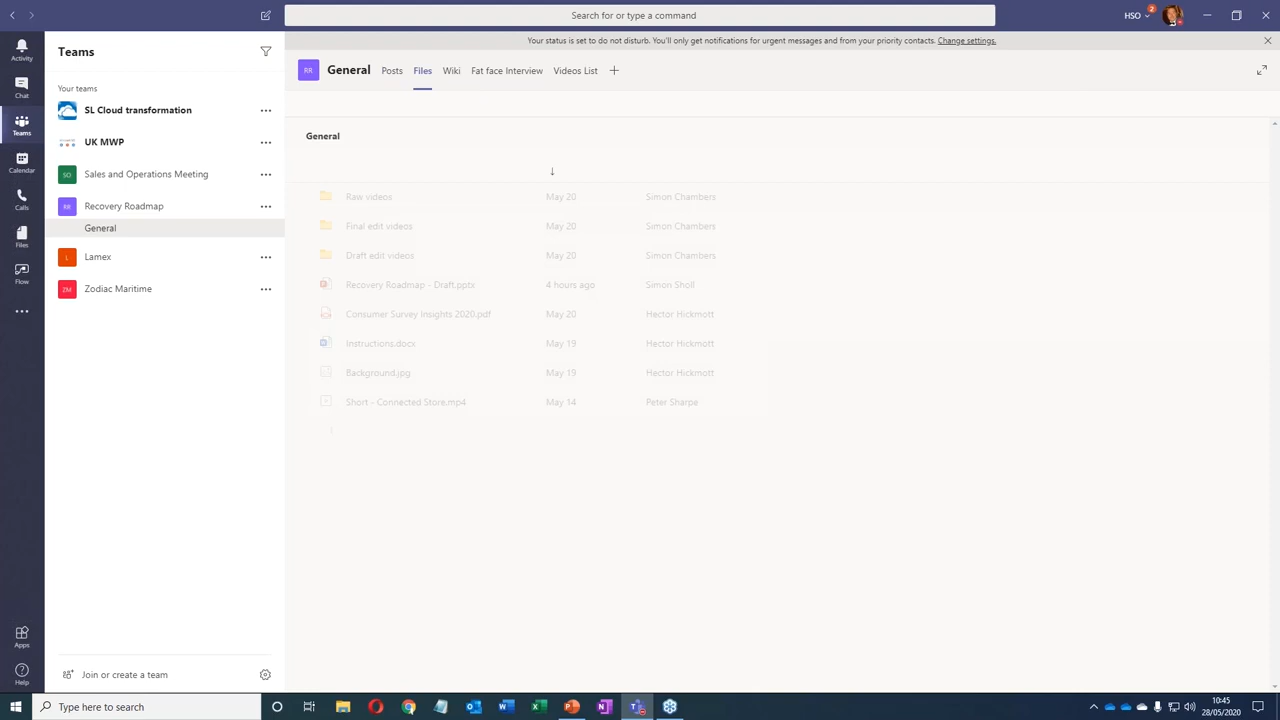 Search for or type a command
HSO
2
Your status is set to do not disturb. You'll only get notifications for urgent messages and from your priority contacts. Change settings.
Activity
Chat
Teams
Calendar
Calls
Files
Flow
Apps
Help
Teams
Your teams
SL Cloud transformation
UK MWP
SO Sales and Operations Meeting
RR Recovery Roadmap
General
L Lamex
ZM Zodiac Maritime
Join or create a team
RR General Posts Files Wiki Fat face Interview Videos List
General
Raw videos May 20 Simon Chambers
Final edit videos May 20 Simon Chambers
Draft edit videos May 20 Simon Chambers
Recovery Roadmap - Draft.pptx 4 hours ago Simon Sholl
Consumer Survey Insights 2020.pdf May 20 Hector Hickmott
Instructions.docx May 19 Hector Hickmott
Background.jpg May 19 Hector Hickmott
Short - Connected Store.mp4 May 14 Peter Sharpe
Type here to search
10:45
28/05/2020